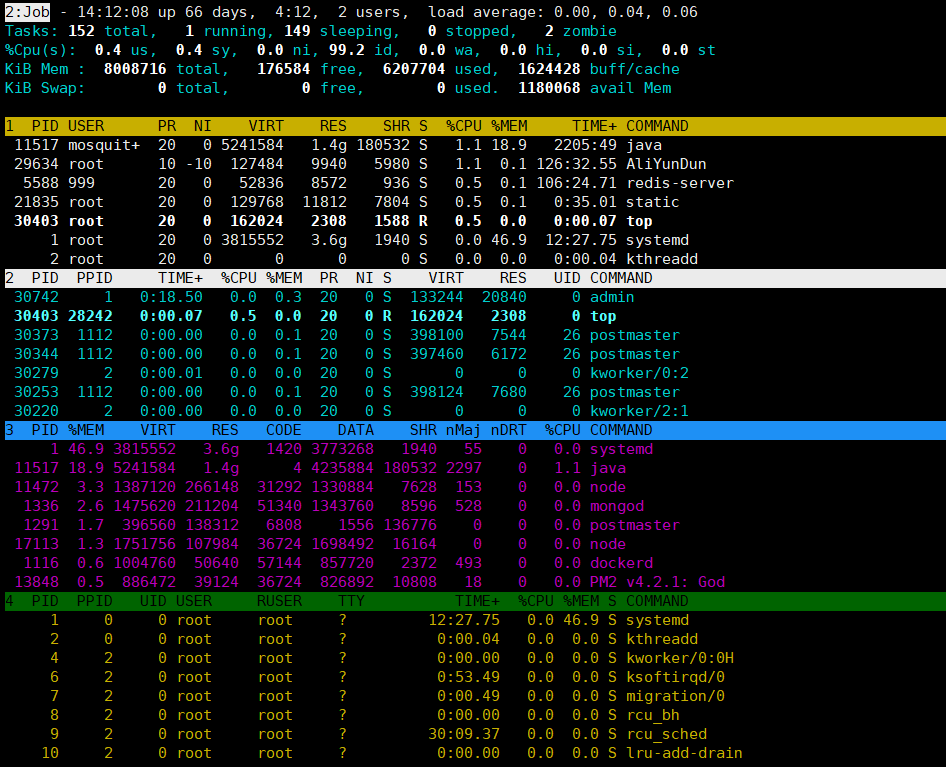 2:Job - 14:12:08 up 66 days,  4:12,  2 users,  load average: 0.00, 0.04, 0.06
Tasks: 152 total,   1 running, 149 sleeping,   0 stopped,   2 zombie
%Cpu(s):  0.4 us,  0.4 sy,  0.0 ni, 99.2 id,  0.0 wa,  0.0 hi,  0.0 si,  0.0 st
KiB Mem :  8008716 total,   176584 free,  6207704 used,  1624428 buff/cache
KiB Swap:        0 total,        0 free,        0 used.  1180068 avail Mem
1  PID USER      PR  NI    VIRT    RES    SHR S  %CPU %MEM     TIME+ COMMAND
 11517 mosquit+  20   0 5241584   1.4g 180532 S   1.1 18.9   2205:49 java
 29634 root      10 -10  127484   9940   5980 S   1.1  0.1 126:32.55 AliYunDun
  5588 999       20   0   52836   8572    936 S   0.5  0.1 106:24.71 redis-server
 21835 root      20   0  129768  11812   7804 S   0.5  0.1   0:35.01 static
 30403 root      20   0  162024   2308   1588 R   0.5  0.0   0:00.07 top
     1 root      20   0 3815552   3.6g   1940 S   0.0 46.9  12:27.75 systemd
     2 root      20   0       0      0      0 S   0.0  0.0   0:00.04 kthreadd
2  PID  PPID     TIME+  %CPU %MEM  PR  NI S    VIRT    RES   UID COMMAND
 30742     1   0:18.50   0.0  0.3  20   0 S  133244  20840     0 admin
 30403 28242   0:00.07   0.5  0.0  20   0 R  162024   2308     0 top
 30373  1112   0:00.00   0.0  0.1  20   0 S  398100   7544    26 postmaster
 30344  1112   0:00.00   0.0  0.1  20   0 S  397460   6172    26 postmaster
 30279     2   0:00.01   0.0  0.0  20   0 S       0      0     0 kworker/0:2
 30253  1112   0:00.00   0.0  0.1  20   0 S  398124   7680    26 postmaster
 30220     2   0:00.00   0.0  0.0  20   0 S       0      0     0 kworker/2:1
3  PID %MEM    VIRT    RES   CODE    DATA    SHR nMaj nDRT  %CPU COMMAND
     1 46.9 3815552   3.6g   1420 3773268   1940   55    0   0.0 systemd
 11517 18.9 5241584   1.4g      4 4235884 180532 2297    0   1.1 java
 11472  3.3 1387120 266148  31292 1330884   7628  153    0   0.0 node
  1336  2.6 1475620 211204  51340 1343760   8596  528    0   0.0 mongod
  1291  1.7  396560 138312   6808    1556 136776    0    0   0.0 postmaster
 17113  1.3 1751756 107984  36724 1698492  16164    0    0   0.0 node
  1116  0.6 1004760  50640  57144  857720   2372  493    0   0.0 dockerd
 13848  0.5  886472  39124  36724  826892  10808   18    0   0.0 PM2 v4.2.1: God
4  PID  PPID   UID USER     RUSER    TTY          TIME+  %CPU %MEM S COMMAND
     1     0     0 root     root     ?         12:27.75   0.0 46.9 S systemd
     2     0     0 root     root     ?          0:00.04   0.0  0.0 S kthreadd
     4     2     0 root     root     ?          0:00.00   0.0  0.0 S kworker/0:0H
     6     2     0 root     root     ?          0:53.49   0.0  0.0 S ksoftirqd/0
     7     2     0 root     root     ?          0:00.49   0.0  0.0 S migration/0
     8     2     0 root     root     ?          0:00.00   0.0  0.0 S rcu_bh
     9     2     0 root     root     ?         30:09.37   0.0  0.0 S rcu_sched
    10     2     0 root     root     ?          0:00.00   0.0  0.0 S lru-add-drain